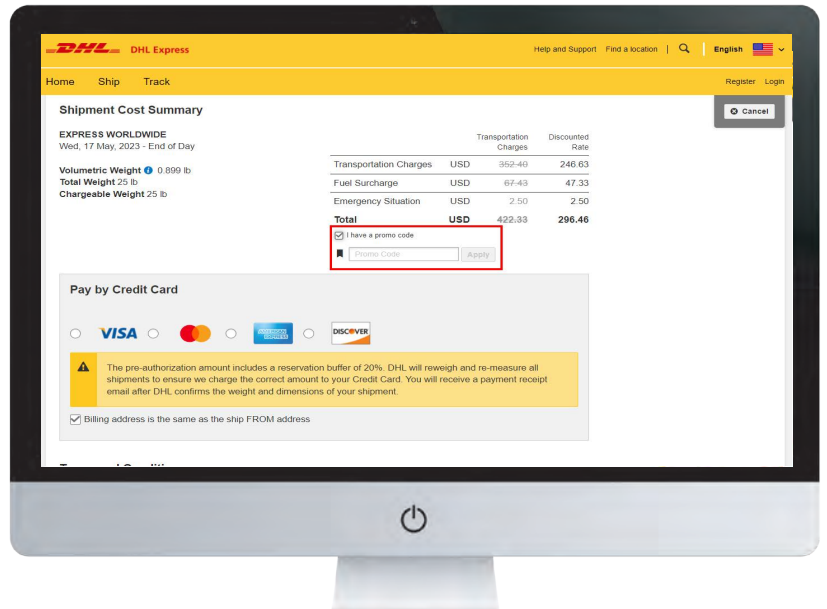 DHL DHL Express
Help and Support Find a location | English
Home Ship Track
Register Login
Shipment Cost Summary
Cancel
EXPRESS WORLDWIDE
Wed, 17 May, 2023 - End of Day
Volumetric Weight 0.899 lb
Total Weight 25 lb
Chargeable Weight 25 lb
Transportation Charges
Discounted Rate
Transportation Charges USD 352.40 246.63
Fuel Surcharge USD 67.43 47.33
Emergency Situation USD 2.50 2.50
Total USD 422.33 296.46
I have a promo code
Promo Code Apply
Pay by Credit Card
VISA AMERICAN EXPRESS DISCOVER
The pre-authorization amount includes a reservation buffer of 20%. DHL will reweigh and re-measure all
shipments to ensure we charge the correct amount to your Credit Card. You will receive a payment receipt
email after DHL confirms the weight and dimensions of your shipment.
Billing address is the same as the ship FROM address